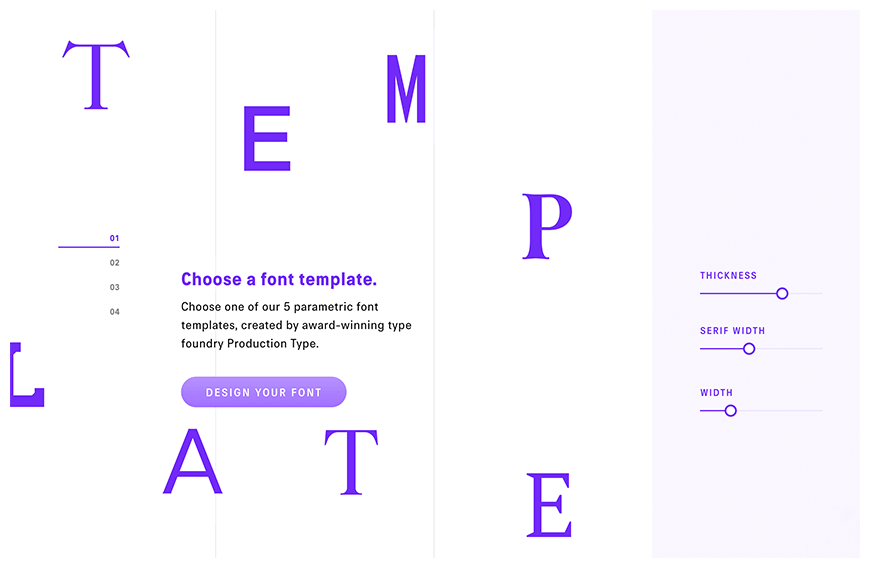 T
E
M
P
L
A
T
E
01
02
03
04
Choose a font template.
Choose one of our 5 parametric font
templates, created by award-winning type
foundry Production Type.
DESIGN YOUR FONT
THICKNESS
SERIF WIDTH
WIDTH